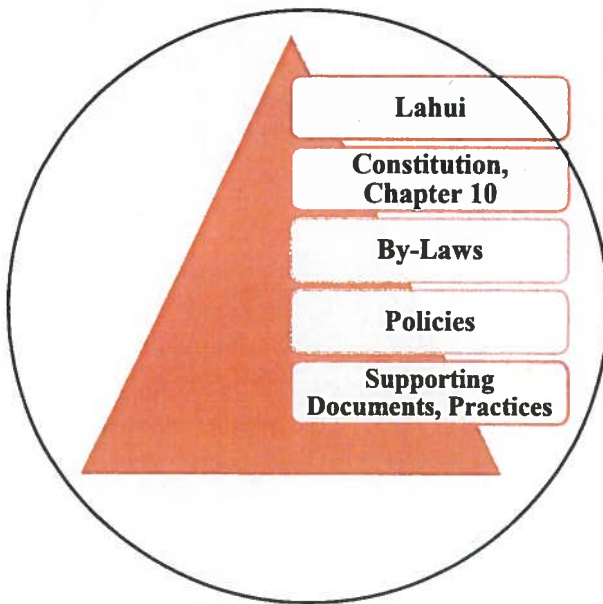 Lahui
Constitution,
Chapter 10
By-Laws
Policies
Supporting
Documents, Practices